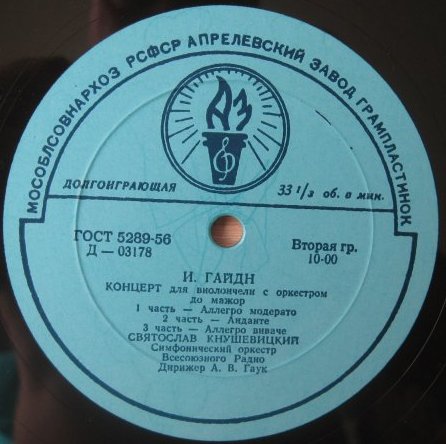 МОСОБЛСОВНАРХОЗ РСФСР АПРЕЛЕВСКИЙ ЗАВОД ГРАМПЛАСТИНОК
АЗ
ДОЛГОИГРАЮЩАЯ
33 1/3 об. в мин.
ГОСТ 5289-56
Д — 03178
Вторая гр.
10-00
И. ГАЙДН
КОНЦЕРТ для виолончели с оркестром
до мажор
1 часть — Аллегро модерато
2 часть — Анданте
3 часть — Аллегро виваче
СВЯТОСЛАВ КНУШЕВИЦКИЙ
Симфонический оркестр
Всесоюзного Радио
Дирижер А. В. Гаук